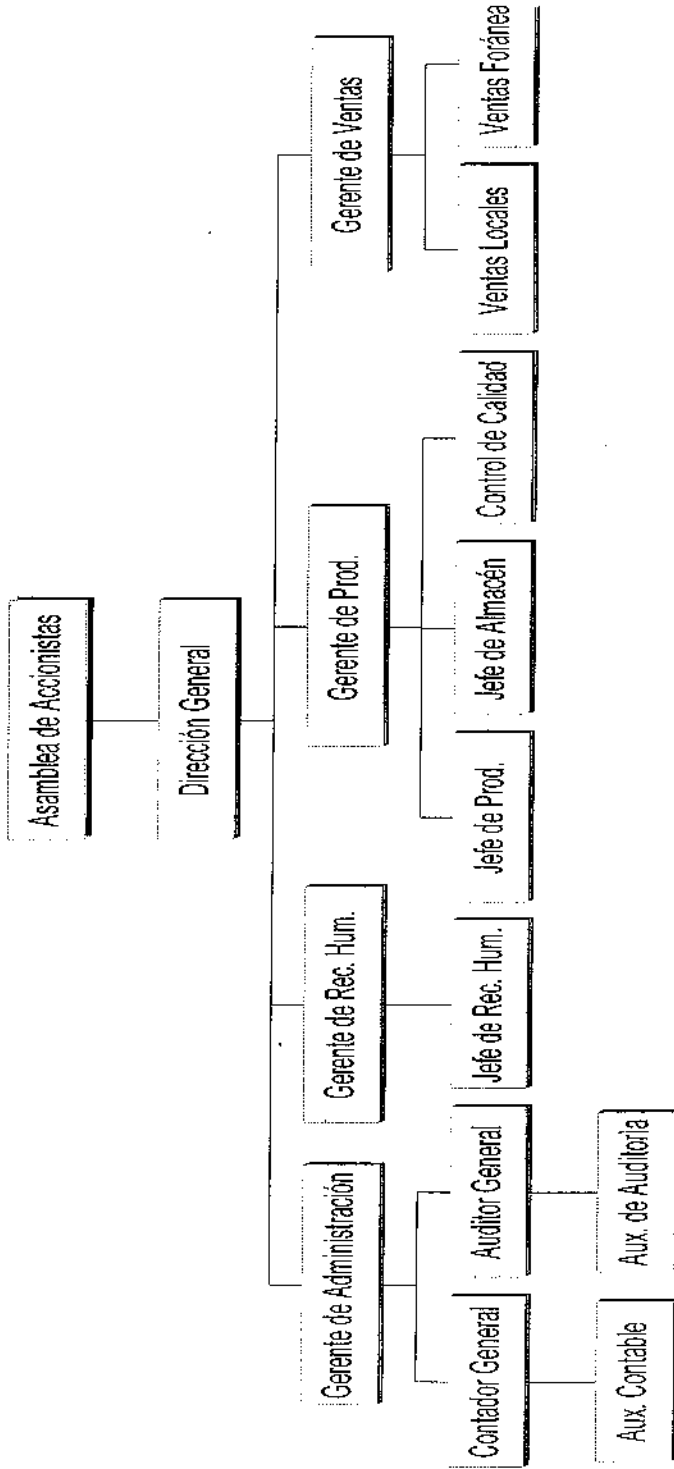 Asamblea de Accionistas
Dirección General
Gerente de Administración
Gerente de Rec. Hum.
Gerente de Prod.
Gerente de Ventas
Contador General
Auditor General
Jefe de Rec. Hum.
Jefe de Prod.
Jefe de Almacén
Control de Calidad
Ventas Locales
Ventas Foránea
Aux. Contable
Aux. de Auditoria